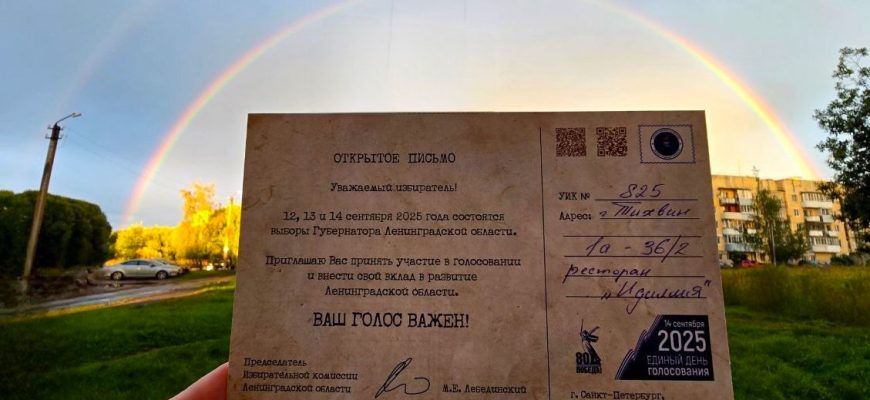 ОТКРЫТОЕ ПИСЬМО
Уважаемый избиратель!
12, 13 и 14 сентября 2025 года состоятся
выборы Губернатора Ленинградской области.
Приглашаю Вас принять участие в голосовании
и внести свой вклад в развитие
Ленинградской области.
ВАШ ГОЛОС ВАЖЕН!
Председатель
Избирательной комиссии
Ленинградской области
М.Е. Лебединский
УИК № 825
Адрес: г Тихвин
1а - 36/2
ресторан
"Идиллия"
80
ПОБЕДА!
14 сентября
2025
ЕДИНЫЙ ДЕНЬ
ГОЛОСОВАНИЯ
г. Санкт-Петербург,